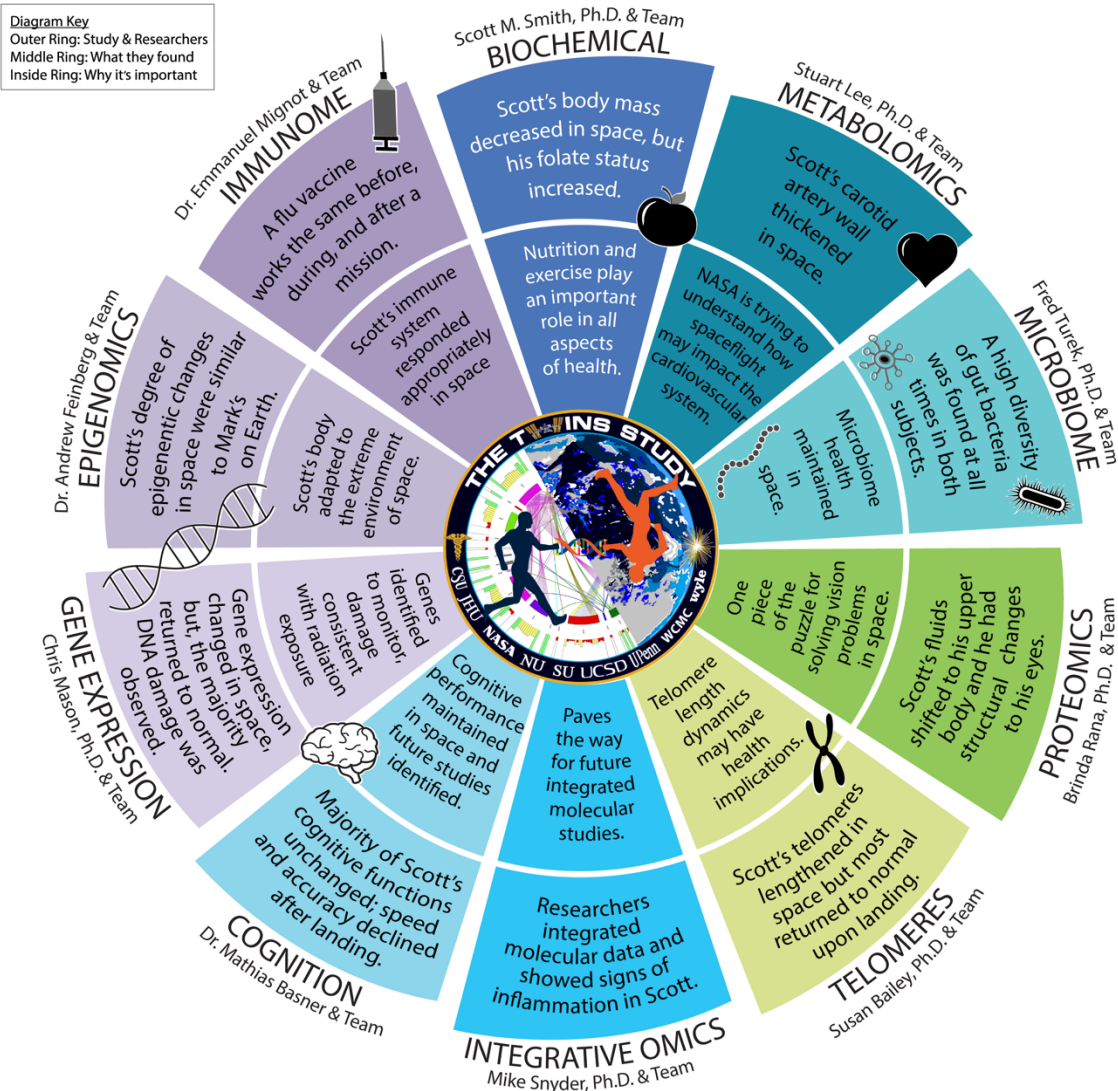 Diagram Key
Outer Ring: Study & Researchers
Middle Ring: What they found
Inside Ring: Why it's important
Scott M. Smith, Ph.D. & Team
BIOCHEMICAL
Scott's body mass
decreased in space, but
his folate status
increased.
Nutrition and
exercise play
an important
role in all
aspects
of health.
Stuart Lee, Ph.D. & Team
METABOLOMICS
Scott's carotid
artery wall
thickened
in space.
NASA is trying to
understand how
spaceflight
may impact the
cardiovascular
system.
Fred Turek, Ph.D. & Team
MICROBIOME
A high diversity
of gut bacteria
was found at all
times in both
subjects.
Microbiome
health
maintained
in
space.
PROTEOMICS
Brinda Rana, Ph.D. & Team
Scott's fluids
shifted to his upper
body and he had
structural changes
to his eyes.
One
piece
of the
puzzle for
solving vision
problems
in space.
TELOMERES
Susan Bailey, Ph.D. & Team
Scott's telomeres
lengthened in
space but most
returned to normal
upon landing.
Telomere
length
dynamics
may have
health
implications.
INTEGRATIVE OMICS
Mike Snyder, Ph.D. & Team
Researchers
integrated
molecular data and
showed signs of
inflammation in Scott.
Paves
the way
for future
integrated
molecular
studies.
COGNITION
Dr. Mathias Basner & Team
Majority of Scott's
cognitive functions
unchanged; speed
and accuracy declined
after landing.
Cognitive
performance
maintained
in space and
future studies
identified.
GENE EXPRESSION
Chris Mason, Ph.D. & Team
Gene expression
changed in space,
but, the majority
returned to normal.
DNA damage was
observed.
Genes
identified
to monitor,
damage
consistent
with radiation
exposure
Dr. Andrew Feinberg & Team
EPIGENOMICS
Scott's degree of
epigenentic changes
in space were similar
to Mark's
on Earth.
Scott's body
adapted to
the extreme
environment
of space.
Dr. Emmanuel Mignot & Team
IMMUNOME
A flu vaccine
works the same before,
during, and after a
mission.
Scott's immune
system
responded
appropriately
in space
THE TWINS STUDY
CSU JHU NASA NU SU UCSD UPenn WCMC wyle